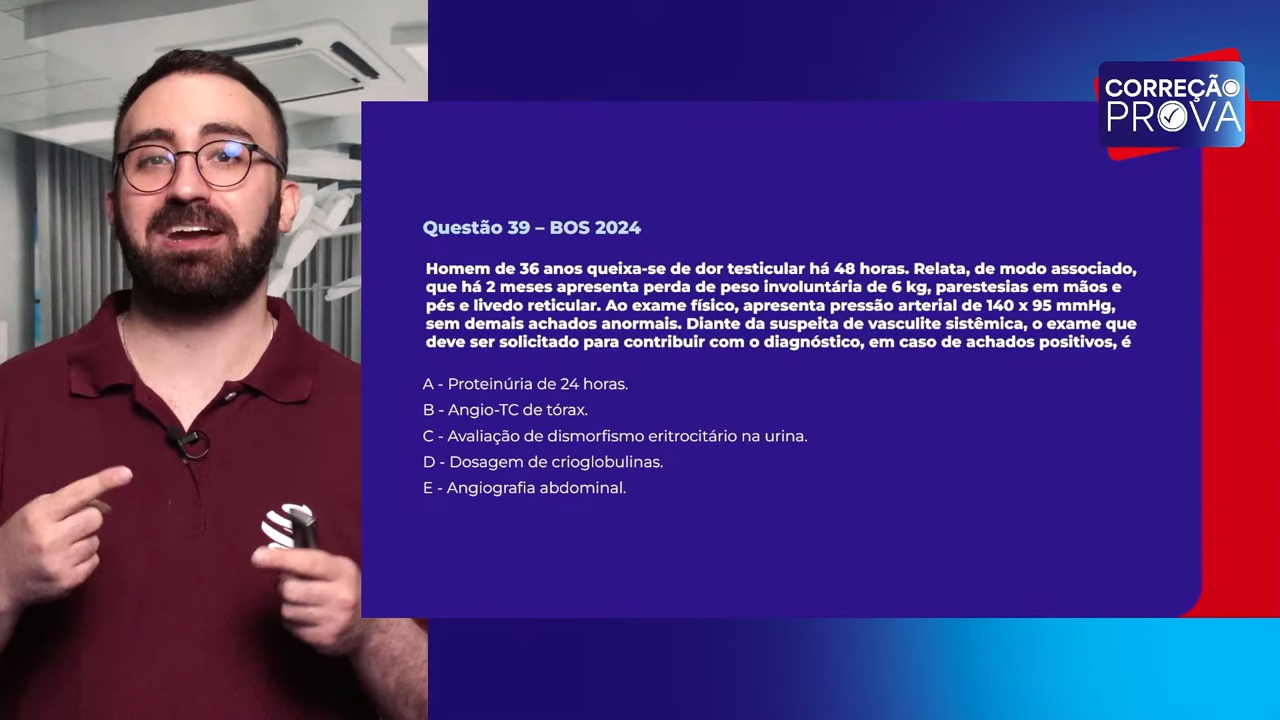 CORREÇÃO
PROVA
Questão 39 – BOS 2024
Homem de 36 anos queixa-se de dor testicular há 48 horas. Relata, de modo associado,
que há 2 meses apresenta perda de peso involuntária de 6 kg, parestesias em mãos e
pés e livedo reticular. Ao exame físico, apresenta pressão arterial de 140 x 95 mmHg,
sem demais achados anormais. Diante da suspeita de vasculite sistêmica, o exame que
deve ser solicitado para contribuir com o diagnóstico, em caso de achados positivos, é
A - Proteinúria de 24 horas.
B - Angio-TC de tórax.
C - Avaliação de dismorfismo eritrocitário na urina.
D - Dosagem de crioglobulinas.
E - Angiografia abdominal.